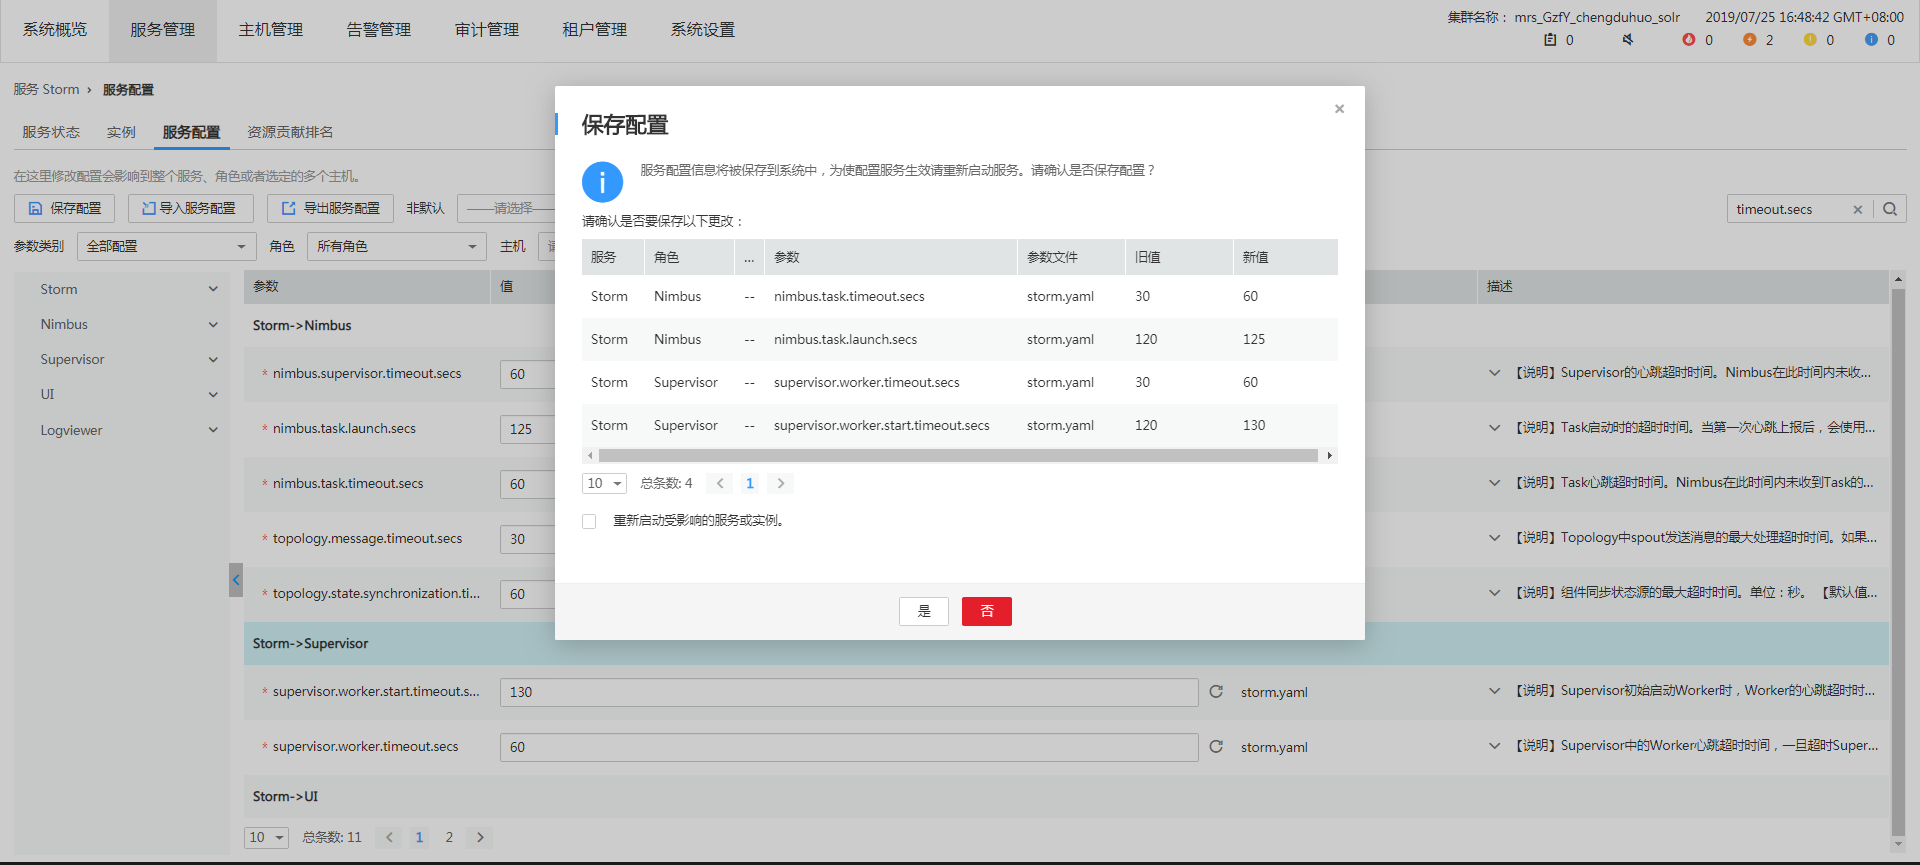 系统概览 服务管理 主机管理 告警管理 审计管理 租户管理 系统设置
集群名称： mrs_GzfY_chengduhuo_solr 2019/07/25 16:48:42 GMT+08:00
0 0 2 0 0
服务 Storm › 服务配置
服务状态 实例 服务配置 资源贡献排名
在这里修改配置会影响到整个服务、角色或者选定的多个主机。
保存配置 导入服务配置 导出服务配置 非默认 ——请选择—
timeout.secs
参数类别 全部配置 角色 所有角色 主机
Storm
Nimbus
Supervisor
UI
Logviewer
参数 值 描述
Storm->Nimbus
* nimbus.supervisor.timeout.secs 60 【说明】Supervisor的心跳超时时间。Nimbus在此时间内未收...
* nimbus.task.launch.secs 125 【说明】Task启动时的超时时间。当第一次心跳上报后，会使用...
* nimbus.task.timeout.secs 60 【说明】Task心跳超时时间。Nimbus在此时间内未收到Task的...
* topology.message.timeout.secs 30 【说明】Topology中spout发送消息的最大处理超时时间。如果...
* topology.state.synchronization.ti... 60 【说明】组件同步状态源的最大超时时间。单位：秒。 【默认值...
Storm->Supervisor
* supervisor.worker.start.timeout.s... 130 storm.yaml 【说明】Supervisor初始启动Worker时，Worker的心跳超时时...
* supervisor.worker.timeout.secs 60 storm.yaml 【说明】Supervisor中的Worker心跳超时时间，一旦超时Super...
Storm->UI
10 总条数: 11 1 2
保存配置
×
服务配置信息将被保存到系统中，为使配置服务生效请重新启动服务。请确认是否保存配置？
请确认是否要保存以下更改：
服务 角色 ... 参数 参数文件 旧值 新值
Storm Nimbus -- nimbus.task.timeout.secs storm.yaml 30 60
Storm Nimbus -- nimbus.task.launch.secs storm.yaml 120 125
Storm Supervisor -- supervisor.worker.timeout.secs storm.yaml 30 60
Storm Supervisor -- supervisor.worker.start.timeout.secs storm.yaml 120 130
10 总条数: 4 1
重新启动受影响的服务或实例。
是 否